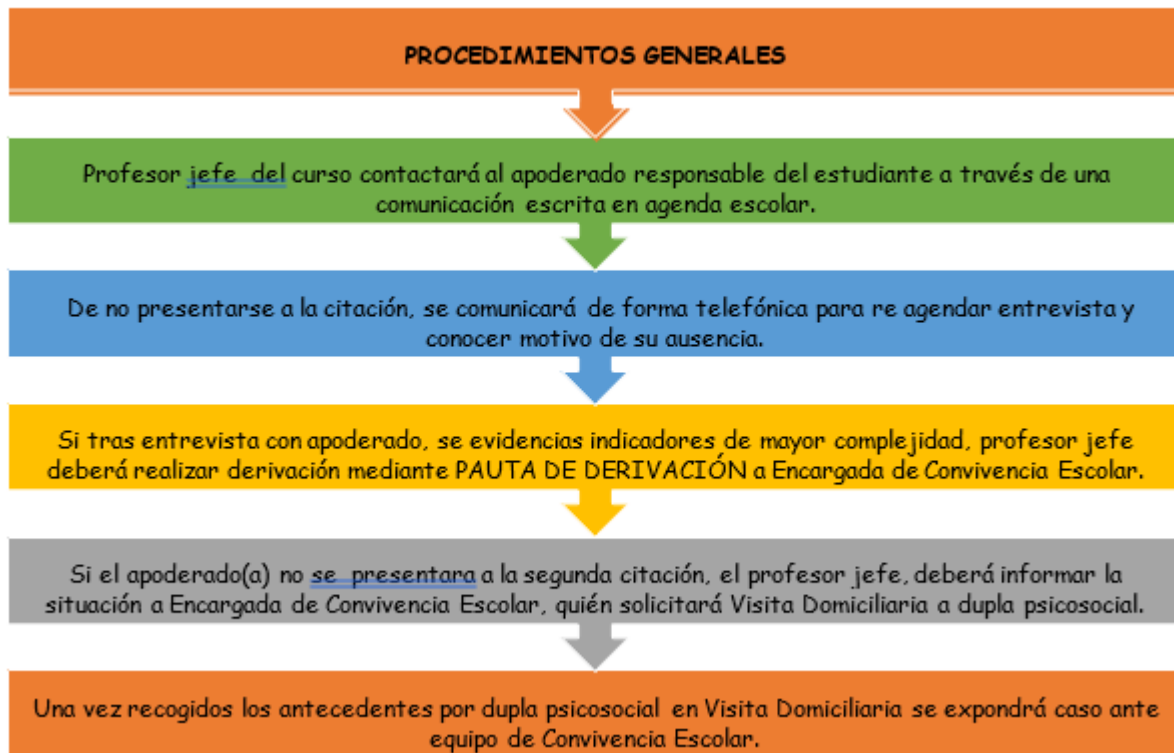 PROCEDIMIENTOS GENERALES
Profesor jefe del curso contactará al apoderado responsable del estudiante a través de una
comunicación escrita en agenda escolar.
De no presentarse a la citación, se comunicará de forma telefónica para re agendar entrevista y
conocer motivo de su ausencia.
Si tras entrevista con apoderado, se evidencias indicadores de mayor complejidad, profesor jefe
deberá realizar derivación mediante PAUTA DE DERIVACIÓN a Encargada de Convivencia Escolar.
Si el apoderado(a) no se presentara a la segunda citación, el profesor jefe, deberá informar la
situación a Encargada de Convivencia Escolar, quién solicitará Visita Domiciliaria a dupla psicosocial.
Una vez recogidos los antecedentes por dupla psicosocial en Visita Domiciliaria se expondrá caso ante
equipo de Convivencia Escolar.